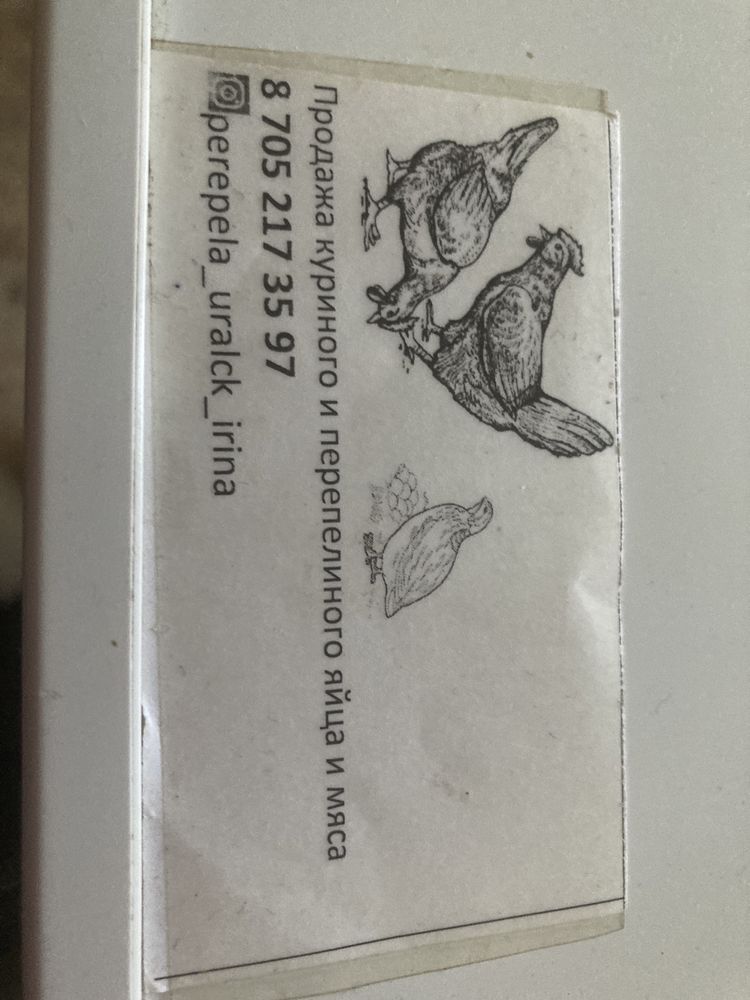 Продажа куриного и перепелиного яйца и мяса
8 705 217 35 97
perepela_uralck_irina